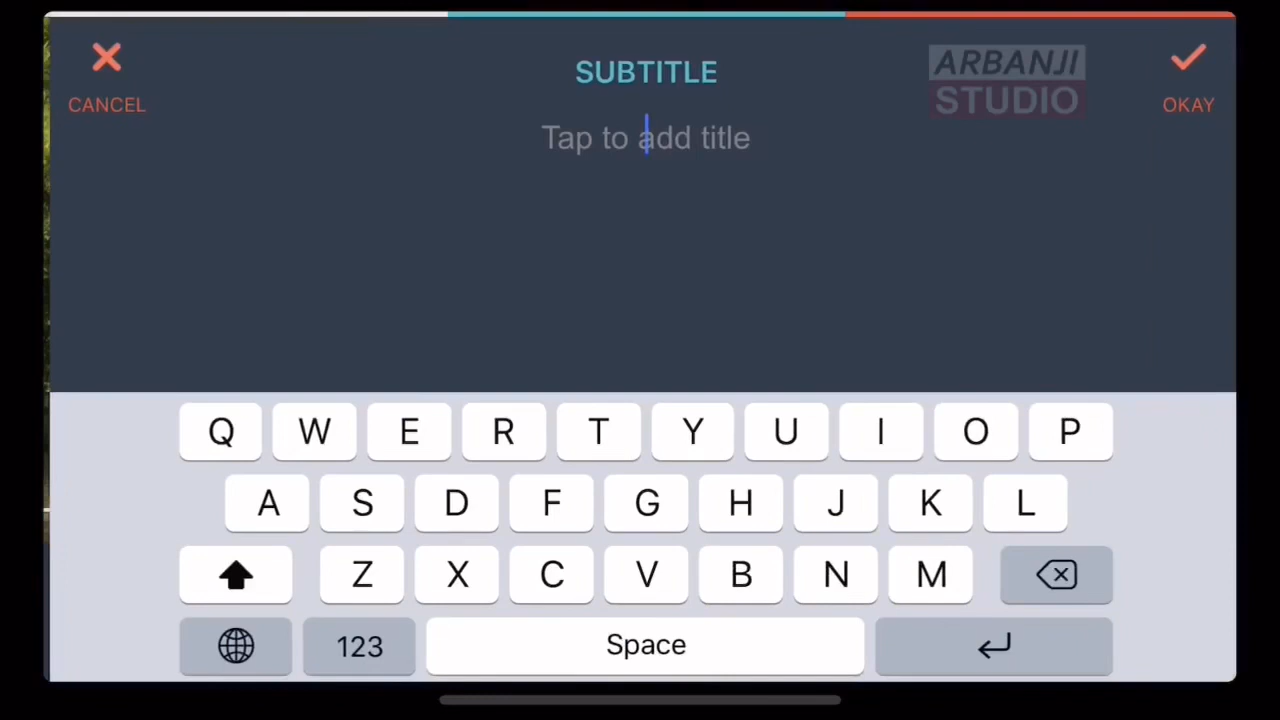 SUBTITLE
ARBANJI
STUDIO
CANCEL
OKAY
Tap to add title
Q W E R T Y U I O P
A S D F G H J K L
Z X C V B N M
123 Space